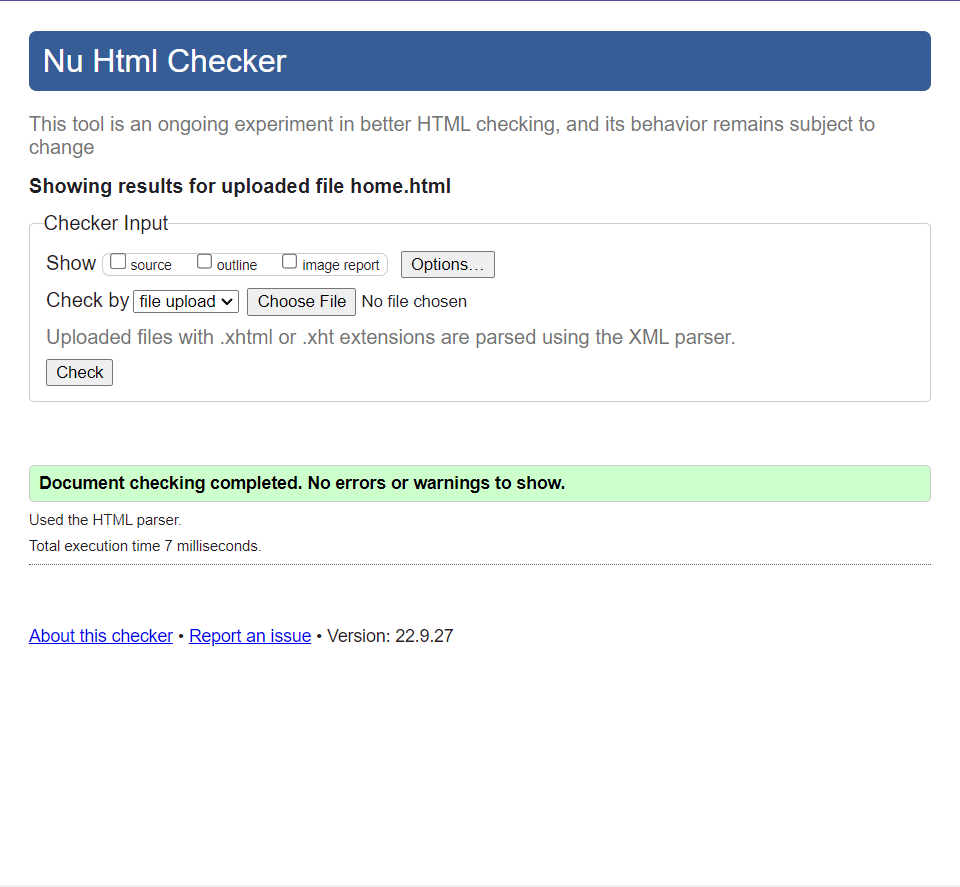 Nu Html Checker
This tool is an ongoing experiment in better HTML checking, and its behavior remains subject to
change
Showing results for uploaded file home.html
Checker Input
Show source outline image report Options…
Check by file upload Choose File No file chosen
Uploaded files with .xhtml or .xht extensions are parsed using the XML parser.
Check
Document checking completed. No errors or warnings to show.
Used the HTML parser.
Total execution time 7 milliseconds.
About this checker • Report an issue • Version: 22.9.27